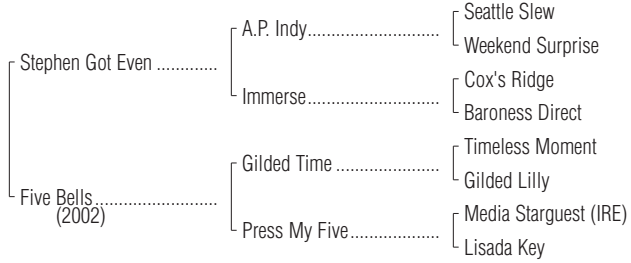 Seattle Slew
A.P. Indy
Weekend Surprise
Stephen Got Even
Cox's Ridge
Immerse
Baroness Direct
Timeless Moment
Gilded Time
Gilded Lilly
Five Bells
(2002)
Media Starguest (IRE)
Press My Five
Lisada Key